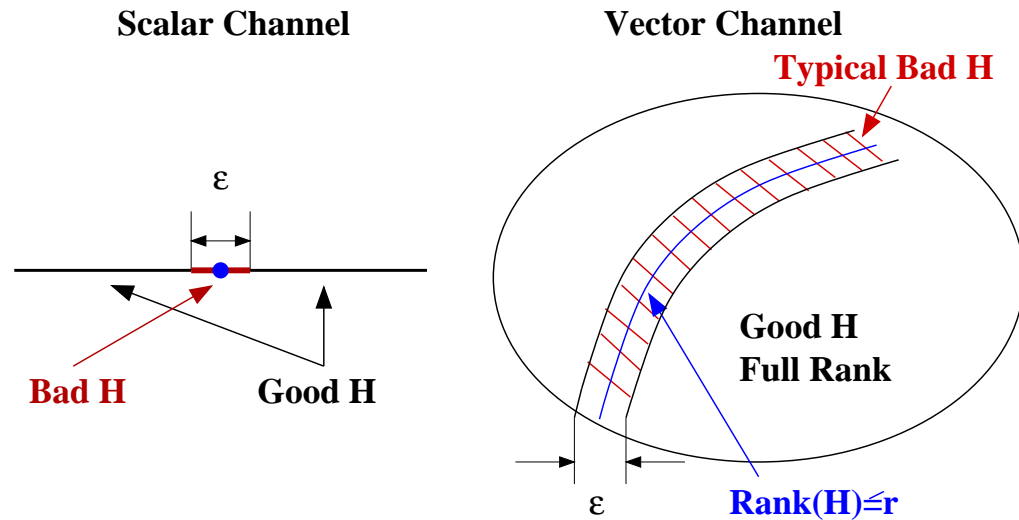 Scalar Channel
Vector Channel
Typical Bad H
ε
Good H
Full Rank
Bad H
Good H
ε
Rank(H)≤r